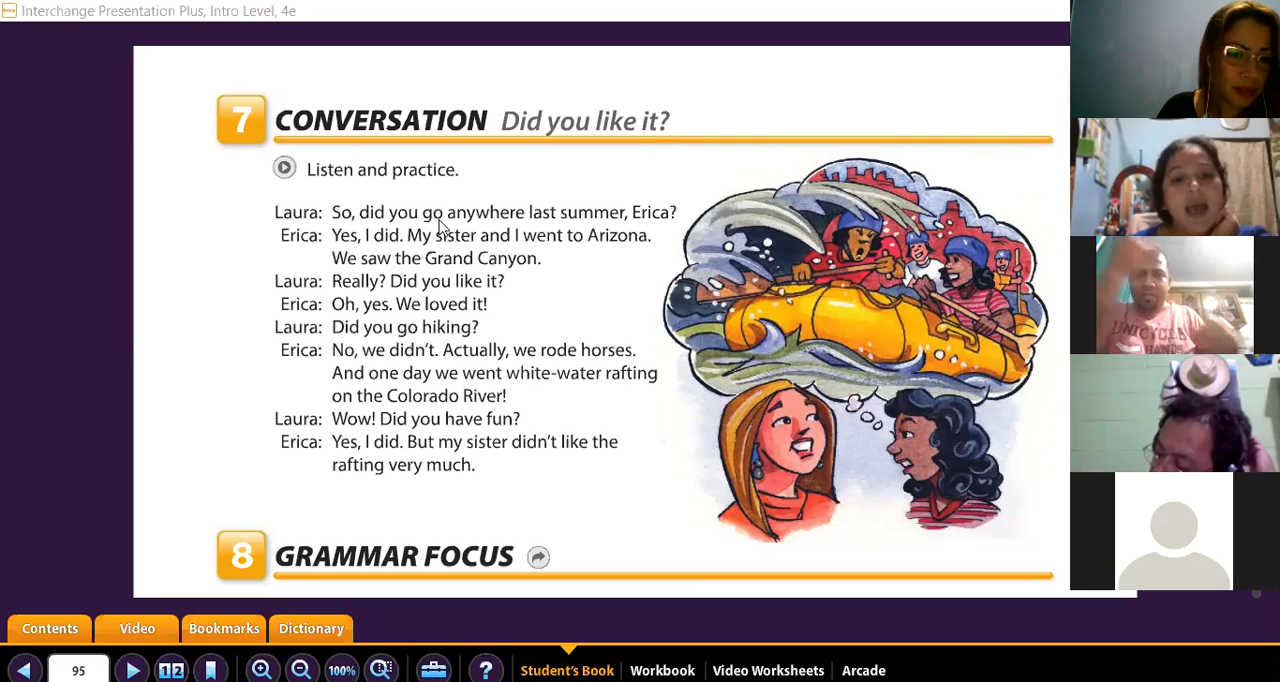 Interchange Presentation Plus, Intro Level, 4e
7 CONVERSATION Did you like it?
Listen and practice.
Laura: So, did you go anywhere last summer, Erica?
Erica: Yes, I did. My sister and I went to Arizona.
We saw the Grand Canyon.
Laura: Really? Did you like it?
Erica: Oh, yes. We loved it!
Laura: Did you go hiking?
Erica: No, we didn't. Actually, we rode horses.
And one day we went white-water rafting
on the Colorado River!
Laura: Wow! Did you have fun?
Erica: Yes, I did. But my sister didn't like the
rafting very much.
8 GRAMMAR FOCUS
Contents Video Bookmarks Dictionary
95 1 2 100% ? Student's Book Workbook Video Worksheets Arcade
UNICYCLE
HANDS